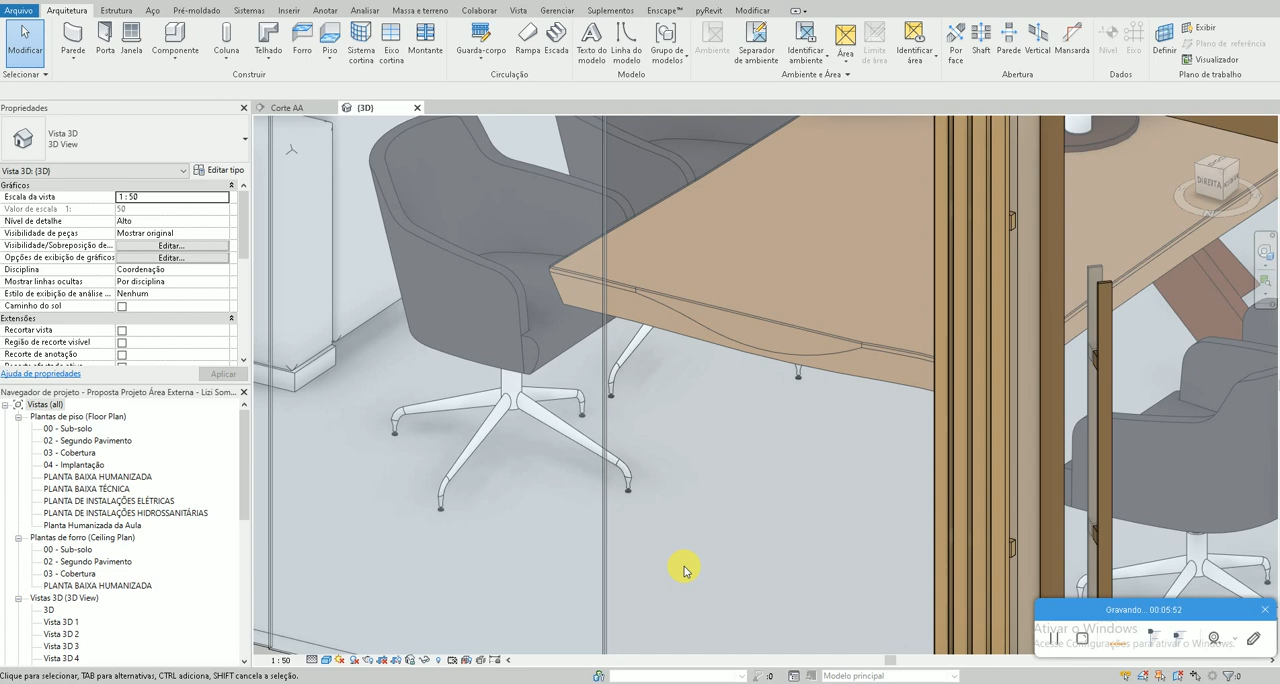 Arquivo Arquitetura Estrutura Aço Pré-moldado Sistemas Inserir Anotar Analisar Massa e terreno Colaborar Vista Gerenciar Suplementos Enscape™ pyRevit Modificar
Modificar Parede Porta Janela Componente Coluna Telhado Forro Piso Sistema cortina Eixo cortina Montante Guarda-corpo Rampa Escada Texto do modelo Linha do modelo Grupo de modelos Ambiente Separador de ambiente Identificar ambiente Área Limite de área Identificar área Por face Shaft Parede Vertical Mansarda Nível Eixo Definir Exibir
Plano de referência
Visualizador
Selecionar Construir Circulação Modelo Ambiente e Área Abertura Dados Plano de trabalho
Propriedades
Corte AA {3D}
Vista 3D
3D View
Vista 3D: {3D} Editar tipo
Gráficos
Escala da vista 1 : 50
Valor de escala 1: 50
Nível de detalhe Alto
Visibilidade de peças Mostrar original
Visibilidade/Sobreposição de... Editar...
Opções de exibição de gráficos Editar...
Disciplina Coordenação
Mostrar linhas ocultas Por disciplina
Estilo de exibição de análise ... Nenhum
Caminho do sol
Extensões
Recortar vista
Região de recorte visível
Recorte de anotação
Ajuda de propriedades Aplicar
Navegador de projeto - Proposta Projeto Área Externa - Lizi Som...
Vistas (all)
Plantas de piso (Floor Plan)
00 - Sub-solo
02 - Segundo Pavimento
03 - Cobertura
04 - Implantação
PLANTA BAIXA HUMANIZADA
PLANTA BAIXA TÉCNICA
PLANTA DE INSTALAÇÕES ELÉTRICAS
PLANTA DE INSTALAÇÕES HIDROSSANITÁRIAS
Planta Humanizada da Aula
Plantas de forro (Ceiling Plan)
00 - Sub-solo
02 - Segundo Pavimento
03 - Cobertura
PLANTA BAIXA HUMANIZADA
Vistas 3D (3D View)
3D
Vista 3D 1
Vista 3D 2
Vista 3D 3
Vista 3D 4
DIREITA
Gravando... 00:05:52
Ativar o Windows
Acesse Configurações para ativar o Windows.
1 : 50
Clique para selecionar, TAB para alternativas, CTRL adiciona, SHIFT cancela a seleção. :0 Modelo principal :0